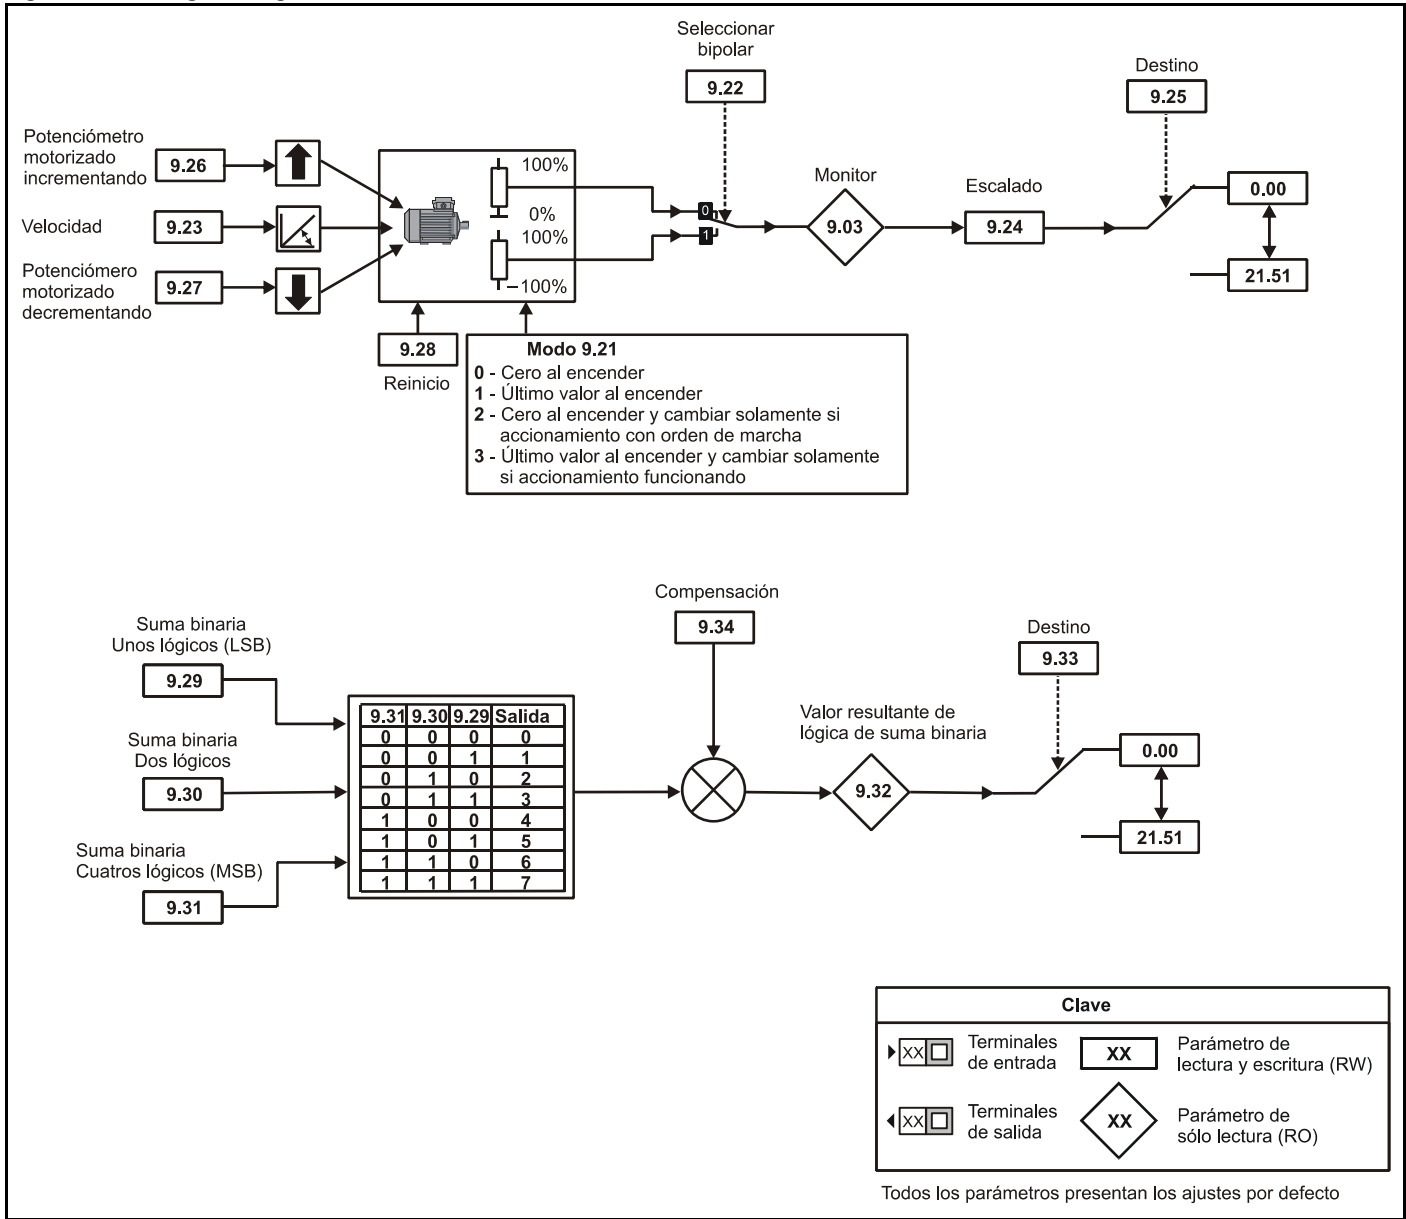 Seleccionar
bipolar
9.22
Destino
9.25
Potenciómetro
motorizado
incrementando
9.26
100%
0%
Velocidad
9.23
100%
-100%
0
1
Monitor
9.03
Escalado
9.24
0.00
21.51
Potenciómero
motorizado
decrementando
9.27
9.28
Reinicio
Modo 9.21
0 - Cero al encender
1 - Último valor al encender
2 - Cero al encender y cambiar solamente si
accionamiento con orden de marcha
3 - Último valor al encender y cambiar solamente
si accionamiento funcionando
Compensación
9.34
Suma binaria
Unos lógicos (LSB)
9.29
Destino
9.33
Suma binaria
Dos lógicos
9.30
9.31 9.30 9.29 Salida
0 0 0 0
0 0 1 1
0 1 0 2
0 1 1 3
1 0 0 4
1 0 1 5
1 1 0 6
1 1 1 7
Valor resultante de
lógica de suma binaria
9.32
0.00
21.51
Suma binaria
Cuatros lógicos (MSB)
9.31
Clave
XX
Terminales
de entrada
XX
Parámetro de
lectura y escritura (RW)
XX
Terminales
de salida
XX
Parámetro de
sólo lectura (RO)
Todos los parámetros presentan los ajustes por defecto